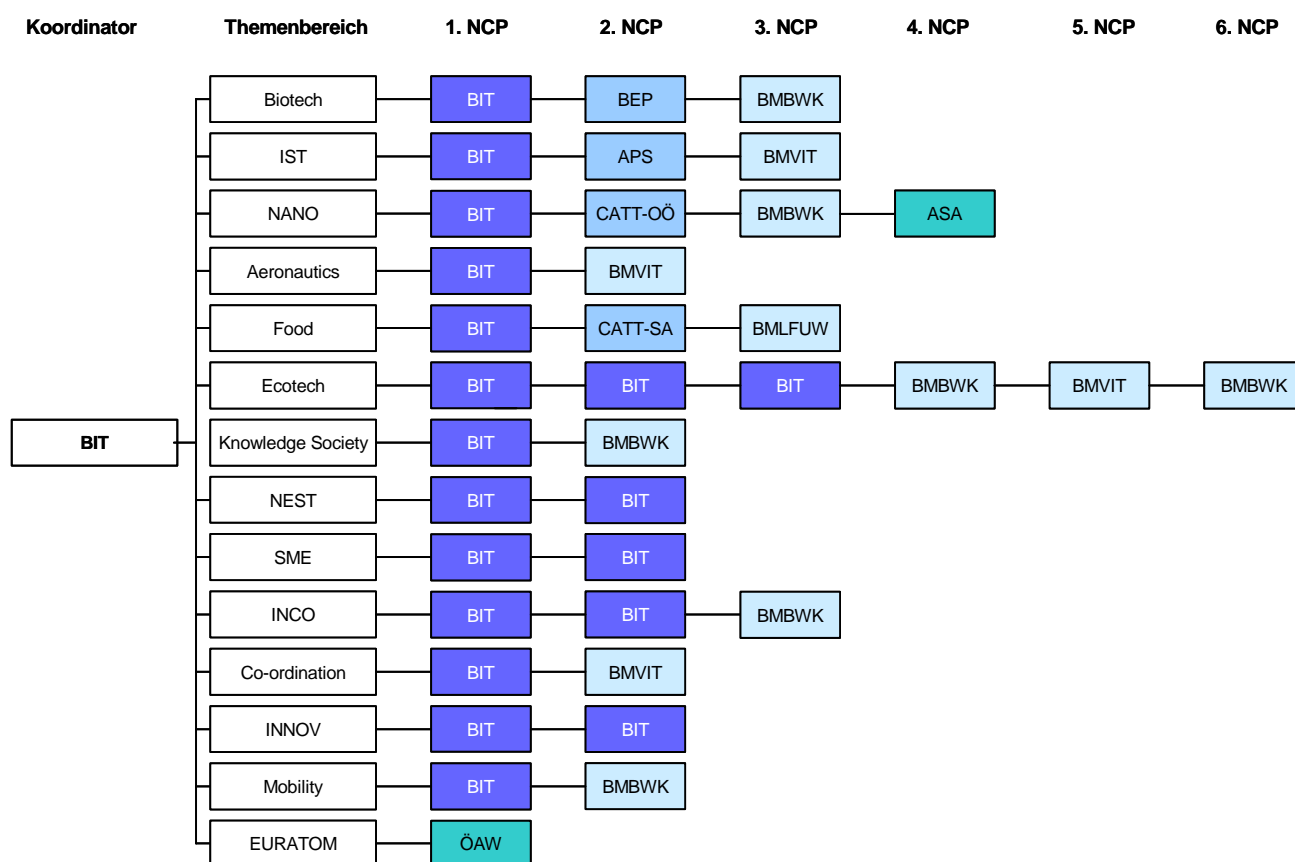 Koordinator Themenbereich 1. NCP 2. NCP 3. NCP 4. NCP 5. NCP 6. NCP
Biotech BIT BEP BMBWK
IST BIT APS BMVIT
NANO BIT CATT-OÖ BMBWK ASA
Aeronautics BIT BMVIT
Food BIT CATT-SA BMLFUW
Ecotech BIT BIT BIT BMBWK BMVIT BMBWK
BIT Knowledge Society BIT BMBWK
NEST BIT BIT
SME BIT BIT
INCO BIT BIT BMBWK
Co-ordination BIT BMVIT
INNOV BIT BIT
Mobility BIT BMBWK
EURATOM ÖAW